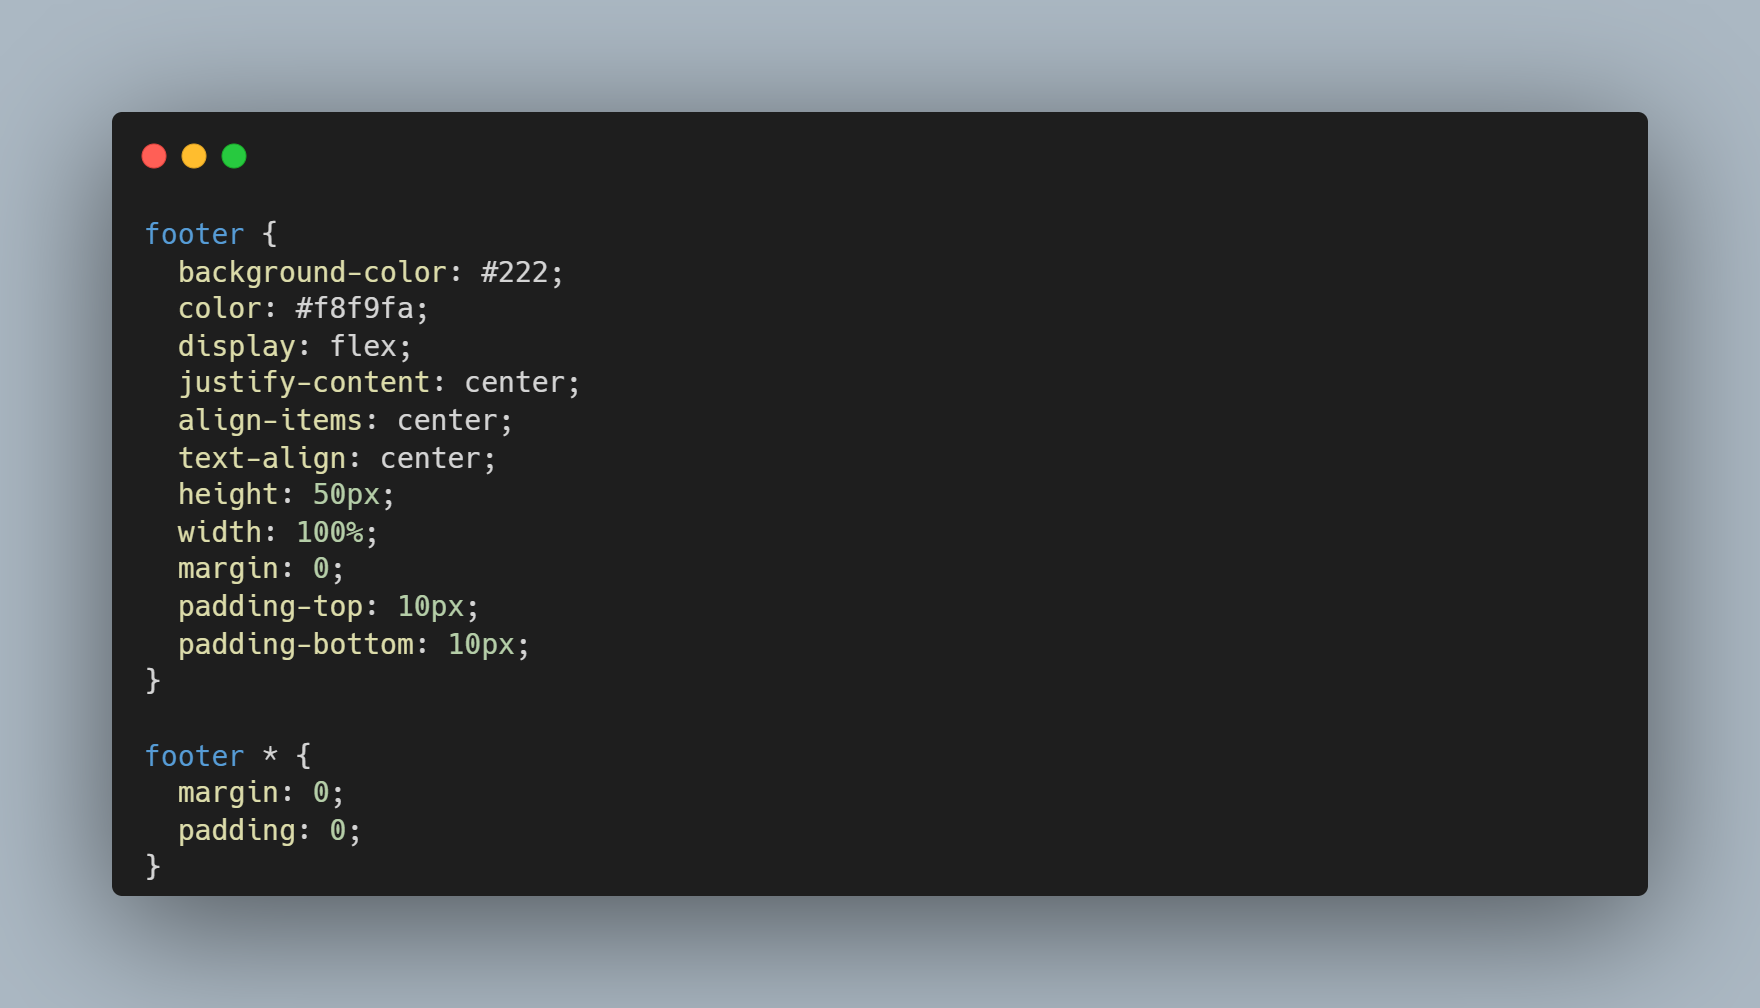 footer {
  background-color: #222;
  color: #f8f9fa;
  display: flex;
  justify-content: center;
  align-items: center;
  text-align: center;
  height: 50px;
  width: 100%;
  margin: 0;
  padding-top: 10px;
  padding-bottom: 10px;
}

footer * {
  margin: 0;
  padding: 0;
}